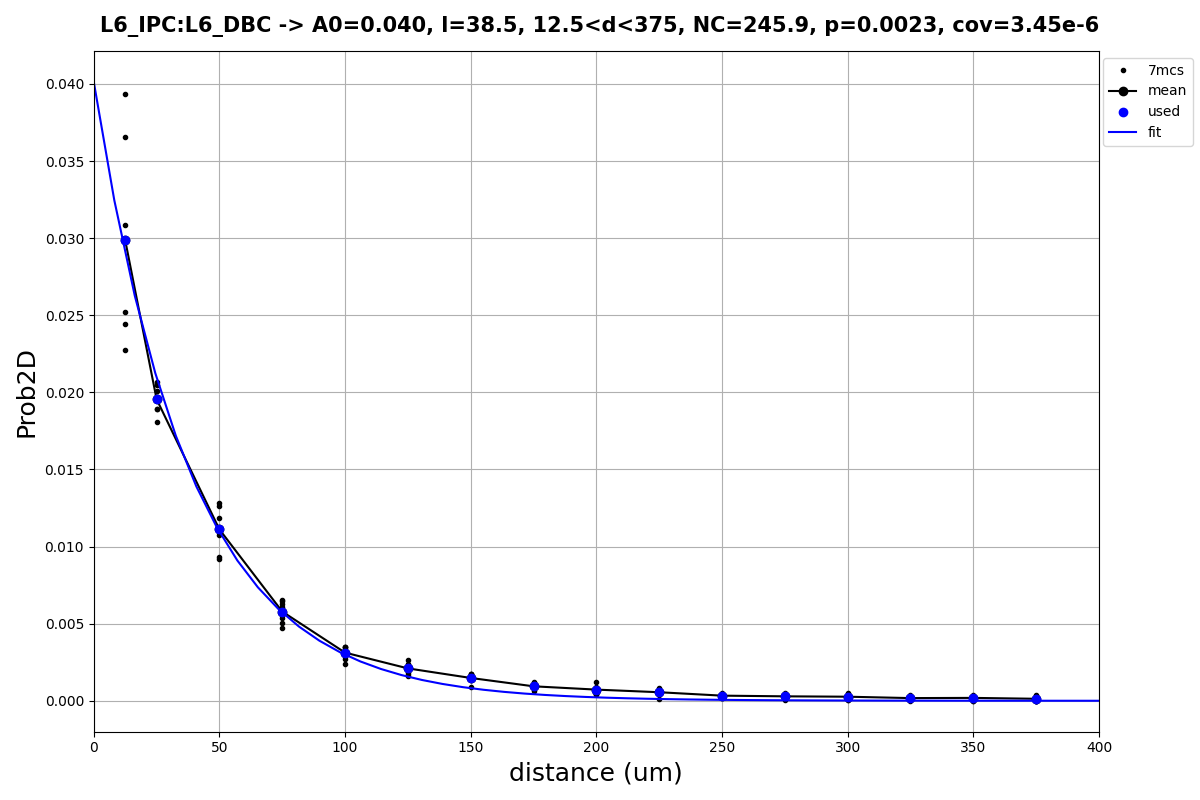 L6_IPC:L6_DBC -> A0=0.040, l=38.5, 12.5<d<375, NC=245.9, p=0.0023, cov=3.45e-6
7mcs
mean
used
fit
0.040
0.035
0.030
0.025
0.020
0.015
0.010
0.005
0.000
Prob2D
0 50 100 150 200 250 300 350 400
distance (um)